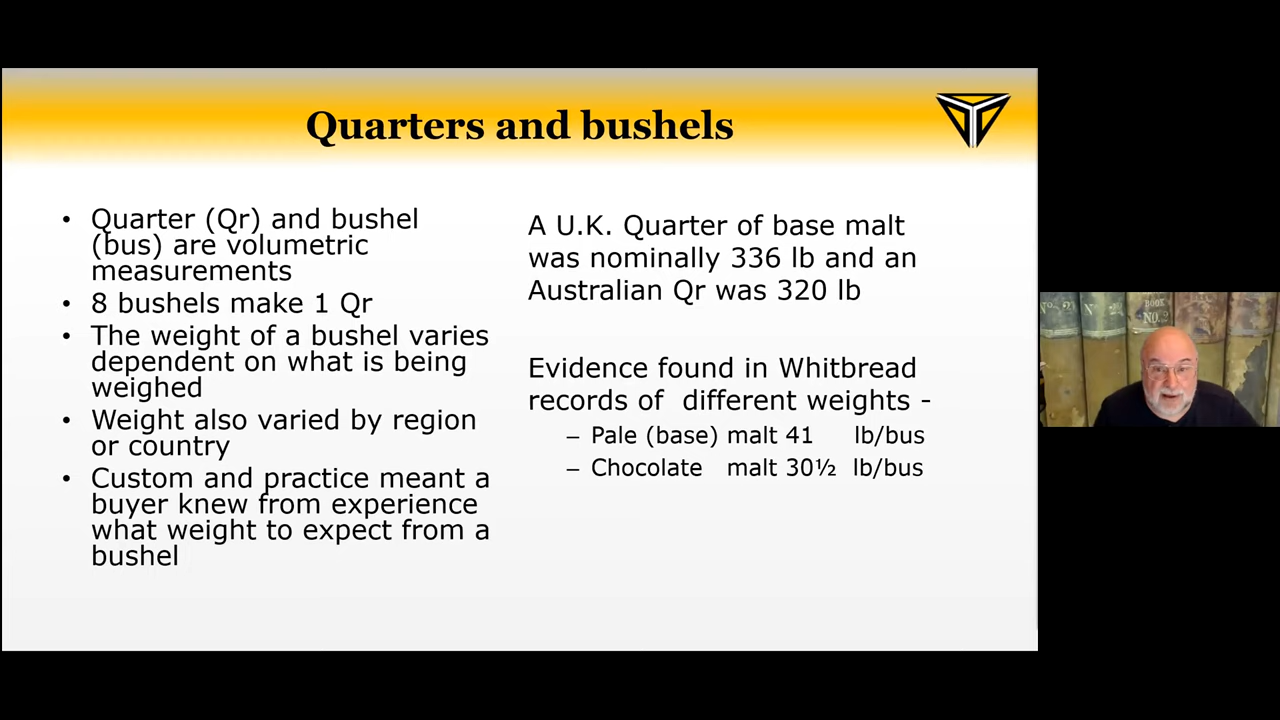 Quarters and bushels
• Quarter (Qr) and bushel
(bus) are volumetric
measurements
• 8 bushels make 1 Qr
• The weight of a bushel varies
dependent on what is being
weighed
• Weight also varied by region
or country
• Custom and practice meant a
buyer knew from experience
what weight to expect from a
bushel
A U.K. Quarter of base malt
was nominally 336 lb and an
Australian Qr was 320 lb
Evidence found in Whitbread
records of different weights -
– Pale (base) malt 41 lb/bus
– Chocolate malt 30½ lb/bus
BOOK
No. 2